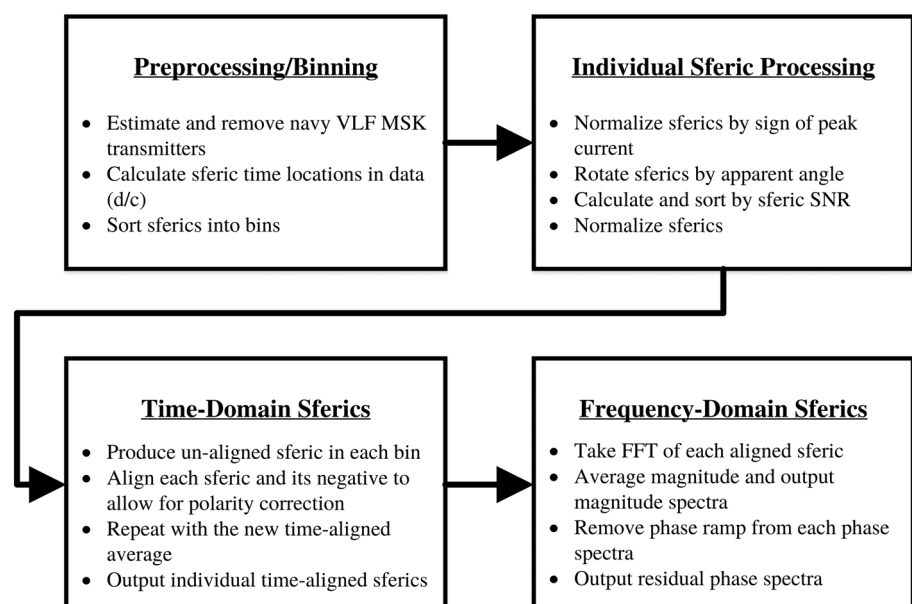 Preprocessing/Binning
• Estimate and remove navy VLF MSK
transmitters
• Calculate sferic time locations in data
(d/c)
• Sort sferics into bins
Individual Sferic Processing
• Normalize sferics by sign of peak
current
• Rotate sferics by apparent angle
• Calculate and sort by sferic SNR
• Normalize sferics
Time-Domain Sferics
• Produce un-aligned sferic in each bin
• Align each sferic and its negative to
allow for polarity correction
• Repeat with the new time-aligned
average
• Output individual time-aligned sferics
Frequency-Domain Sferics
• Take FFT of each aligned sferic
• Average magnitude and output
magnitude spectra
• Remove phase ramp from each phase
spectra
• Output residual phase spectra